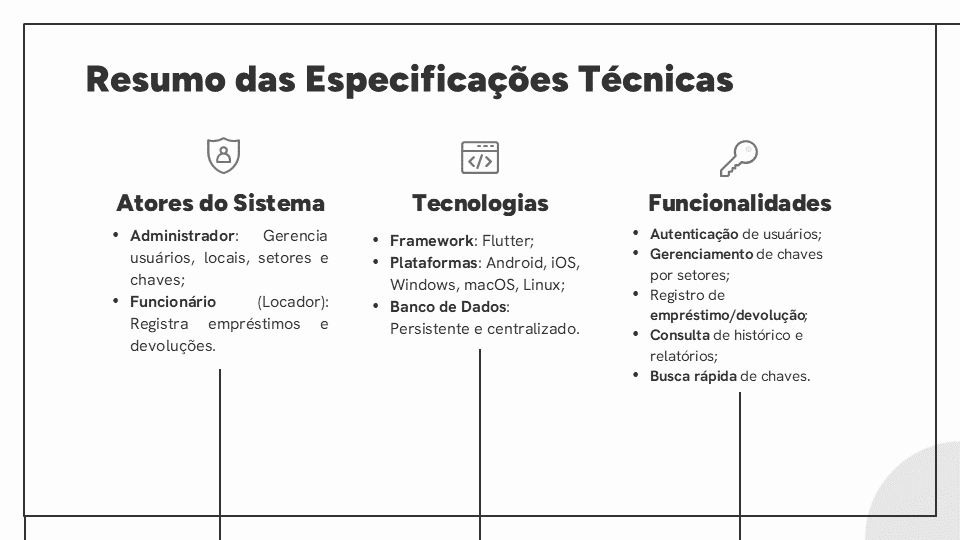 Resumo das Especificações Técnicas
Atores do Sistema
• Administrador: Gerencia
usuários, locais, setores e
chaves;
• Funcionário (Locador):
Registra empréstimos e
devoluções.
Tecnologias
• Framework: Flutter;
• Plataformas: Android, iOS,
Windows, macOS, Linux;
• Banco de Dados:
Persistente e centralizado.
Funcionalidades
• Autenticação de usuários;
• Gerenciamento de chaves
por setores;
• Registro de
empréstimo/devolução;
• Consulta de histórico e
relatórios;
• Busca rápida de chaves.